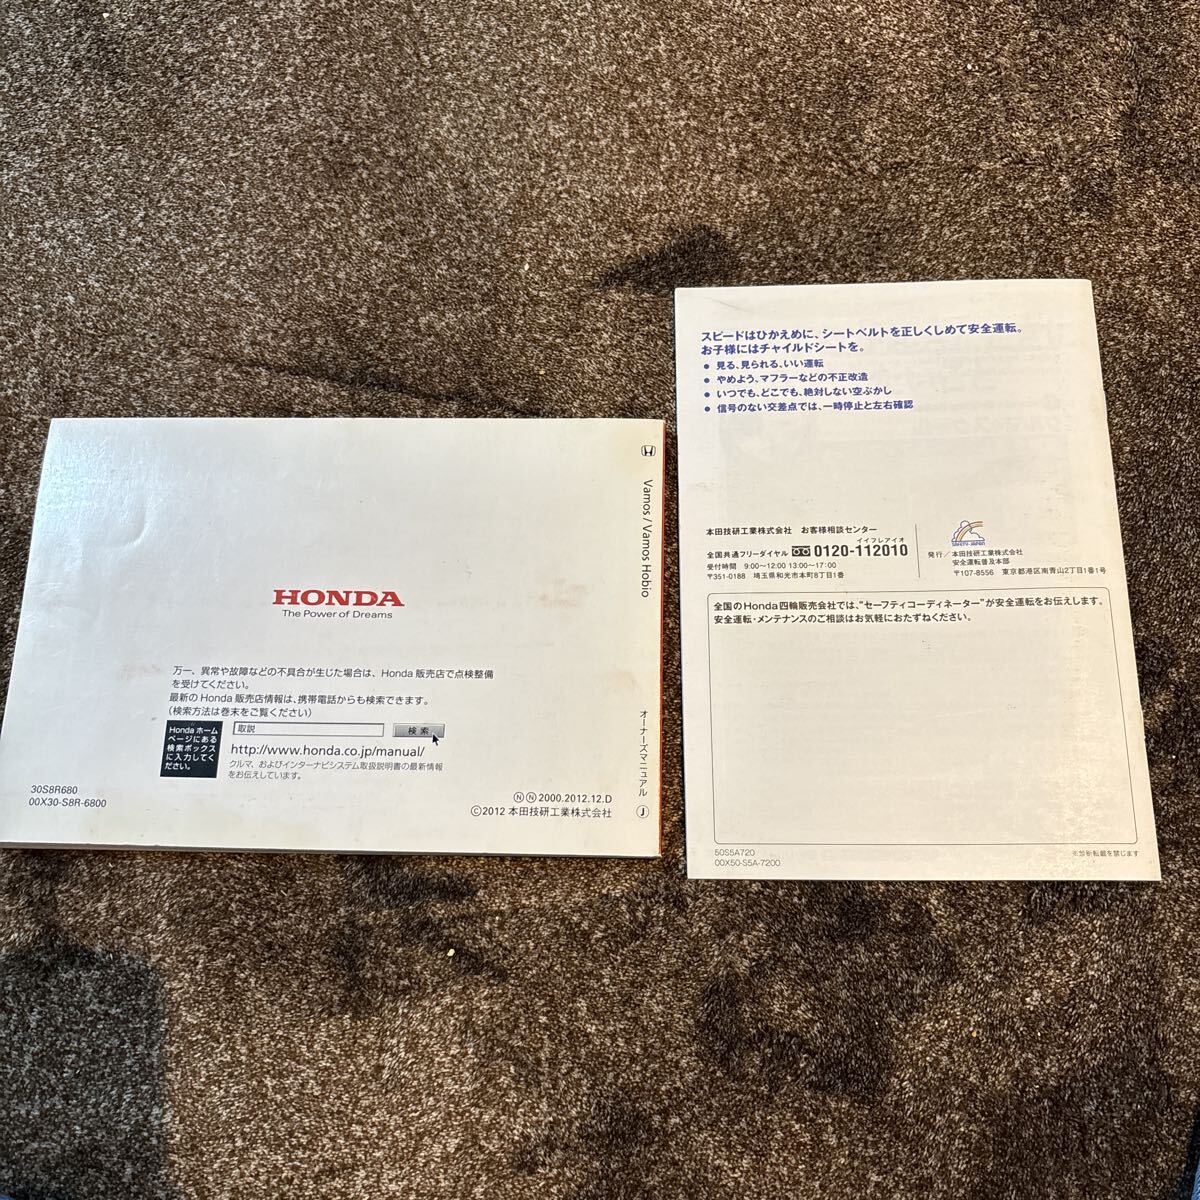 HONDA
The Power of Dreams
万一、異常や故障などの不具合が生じた場合は、Honda 販売店で点検整備
を受けてください。
最新の Honda 販売店情報は、携帯電話からも検索できます。
（検索方法は巻末をご覧ください）
Honda ホーム
ページにある
検索ボックス
に入力してく
ださい。
取説
検 索
http://www.honda.co.jp/manual/
クルマ、およびインターナビシステム取扱説明書の最新情報
をお伝えしています。
30S8R680
00X30-S8R-6800
ⓃⓃ2000.2012.12.D
Ⓒ2012 本田技研工業株式会社
Vamos / Vamos Hobio
オーナーズマニュアル Ⓙ
スピードはひかえめに、シートベルトを正しくしめて安全運転。
お子様にはチャイルドシートを。
● 見る、見られる、いい運転
● やめよう、マフラーなどの不正改造
● いつでも、どこでも、絶対しない空ぶかし
● 信号のない交差点では、一時停止と左右確認
本田技研工業株式会社 お客様相談センター
イイフレアイオ
全国共通フリーダイヤル 0120-112010
受付時間 9:00〜12:00 13:00〜17:00
〒351-0188 埼玉県和光市本町8丁目1番
SAFETY-JAPAN
発行／本田技研工業株式会社
安全運転普及本部
〒107-8556 東京都港区南青山2丁目1番1号
全国のHonda四輪販売会社では、“セーフティコーディネーター”が安全運転をお伝えします。
安全運転・メンテナンスのご相談はお気軽におたずねください。
50S5A720
00X50-S5A-7200
※無断転載を禁じます